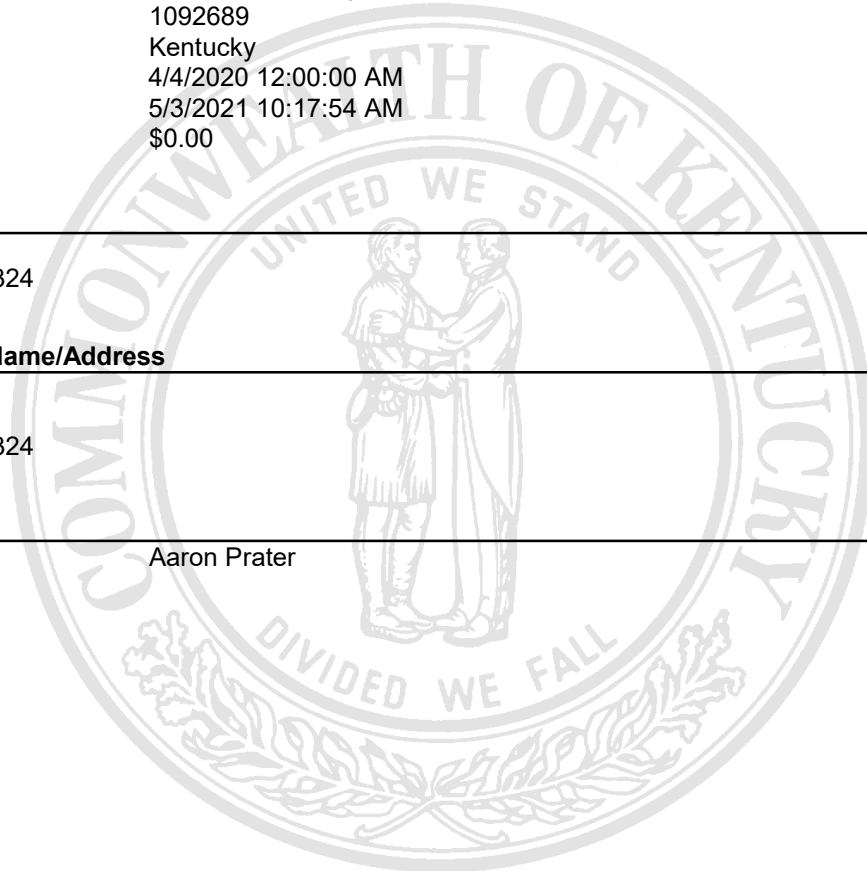 1092689
Kentucky
4/4/2020 12:00:00 AM
5/3/2021 10:17:54 AM
$0.00
COMMONWEALTH OF KENTUCKY
UNITED WE STAND
324
ame/Address
324
Aaron Prater
DIVIDED WE FALL